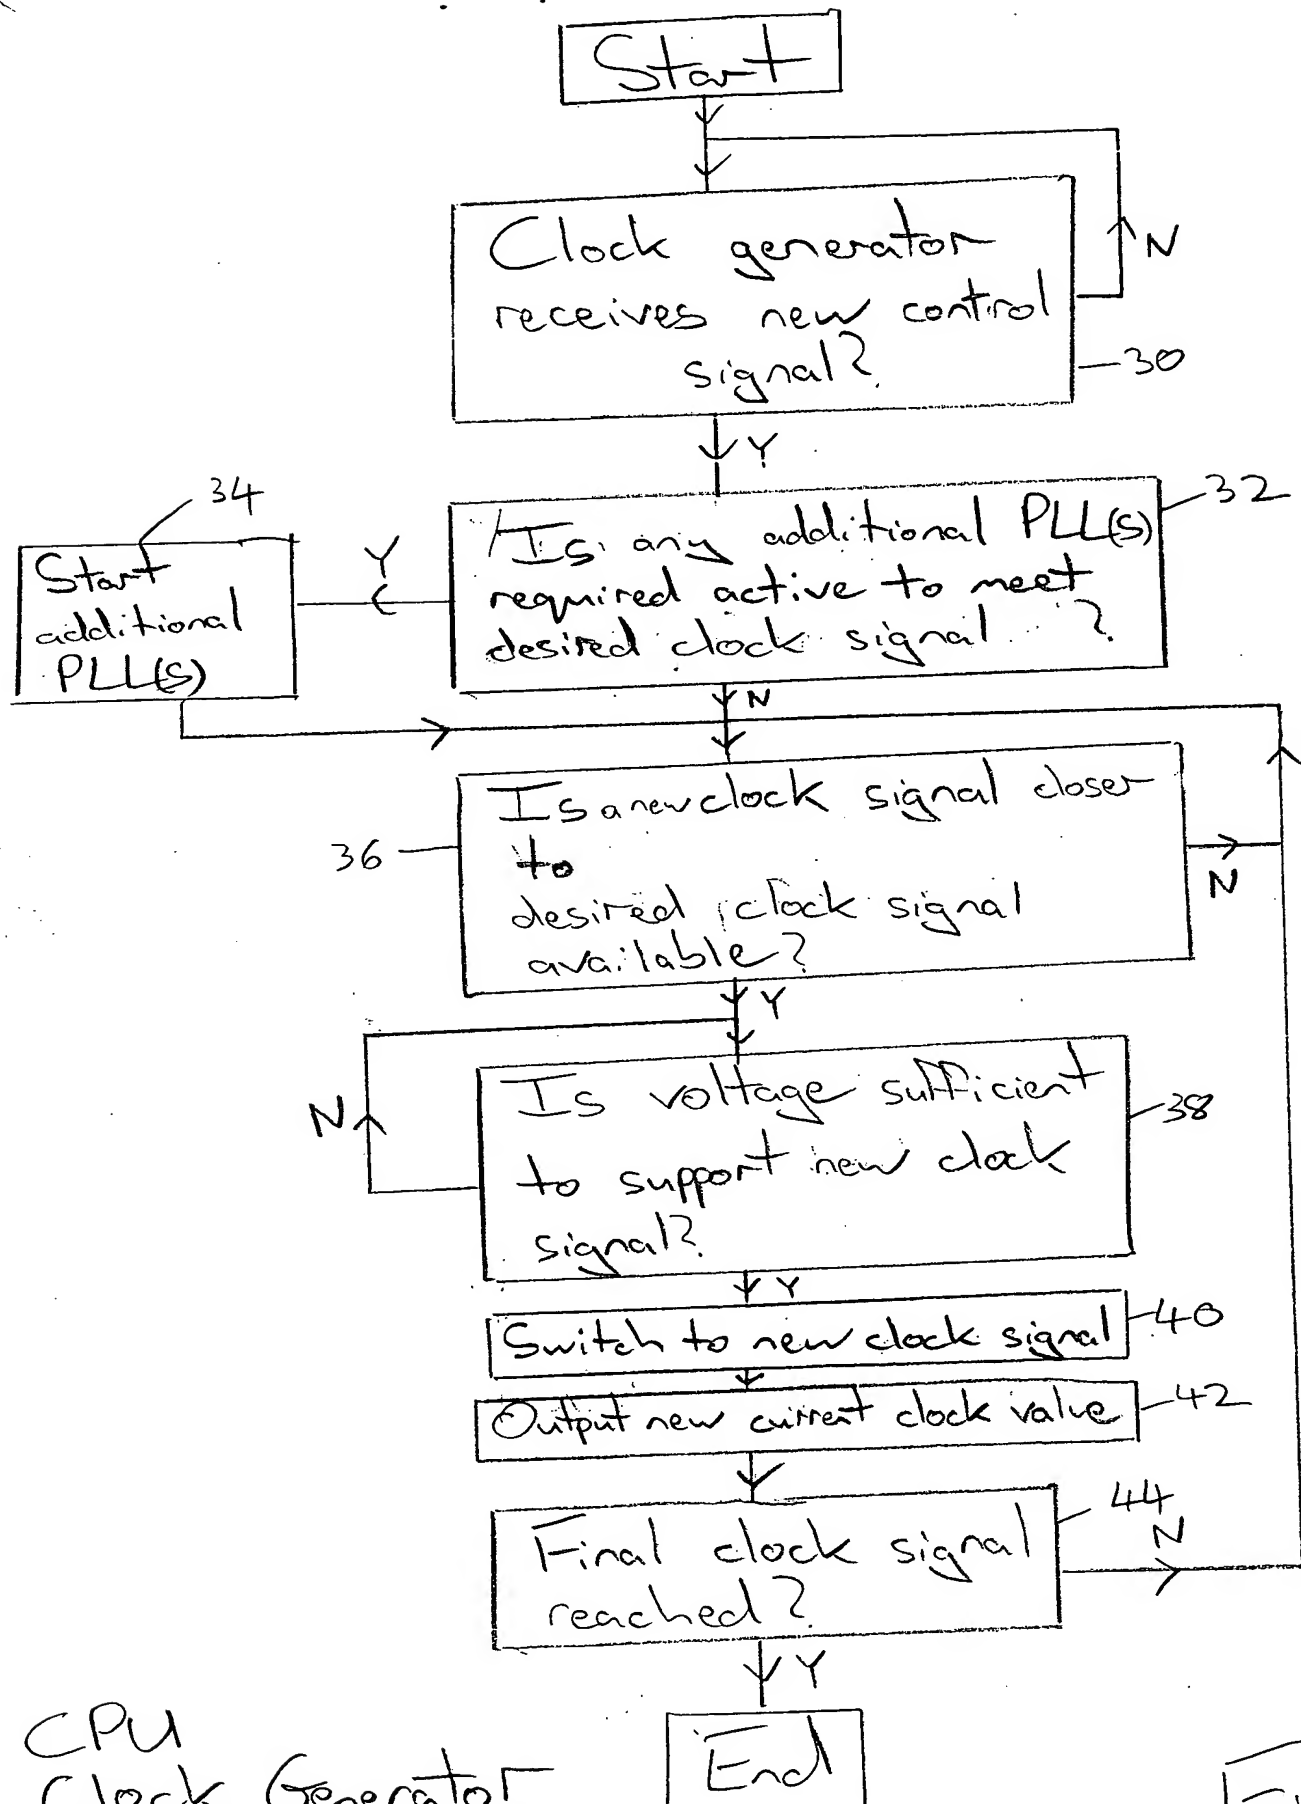 Start
Clock generator
receives new control
signal?
N
30
Y
34
32
Start
additional
PLL(s)
Y
Is any additional PLL(s)
required active to meet
desired clock signal ?
N
36
Is a new clock signal closer
to
desired clock signal
available?
N
Y
N
Is voltage sufficient
to support new clock
signal?
38
Y
Switch to new clock signal
40
Output new current clock value
42
Final clock signal
reached?
44
N
Y
End
CPU
Clock Generator